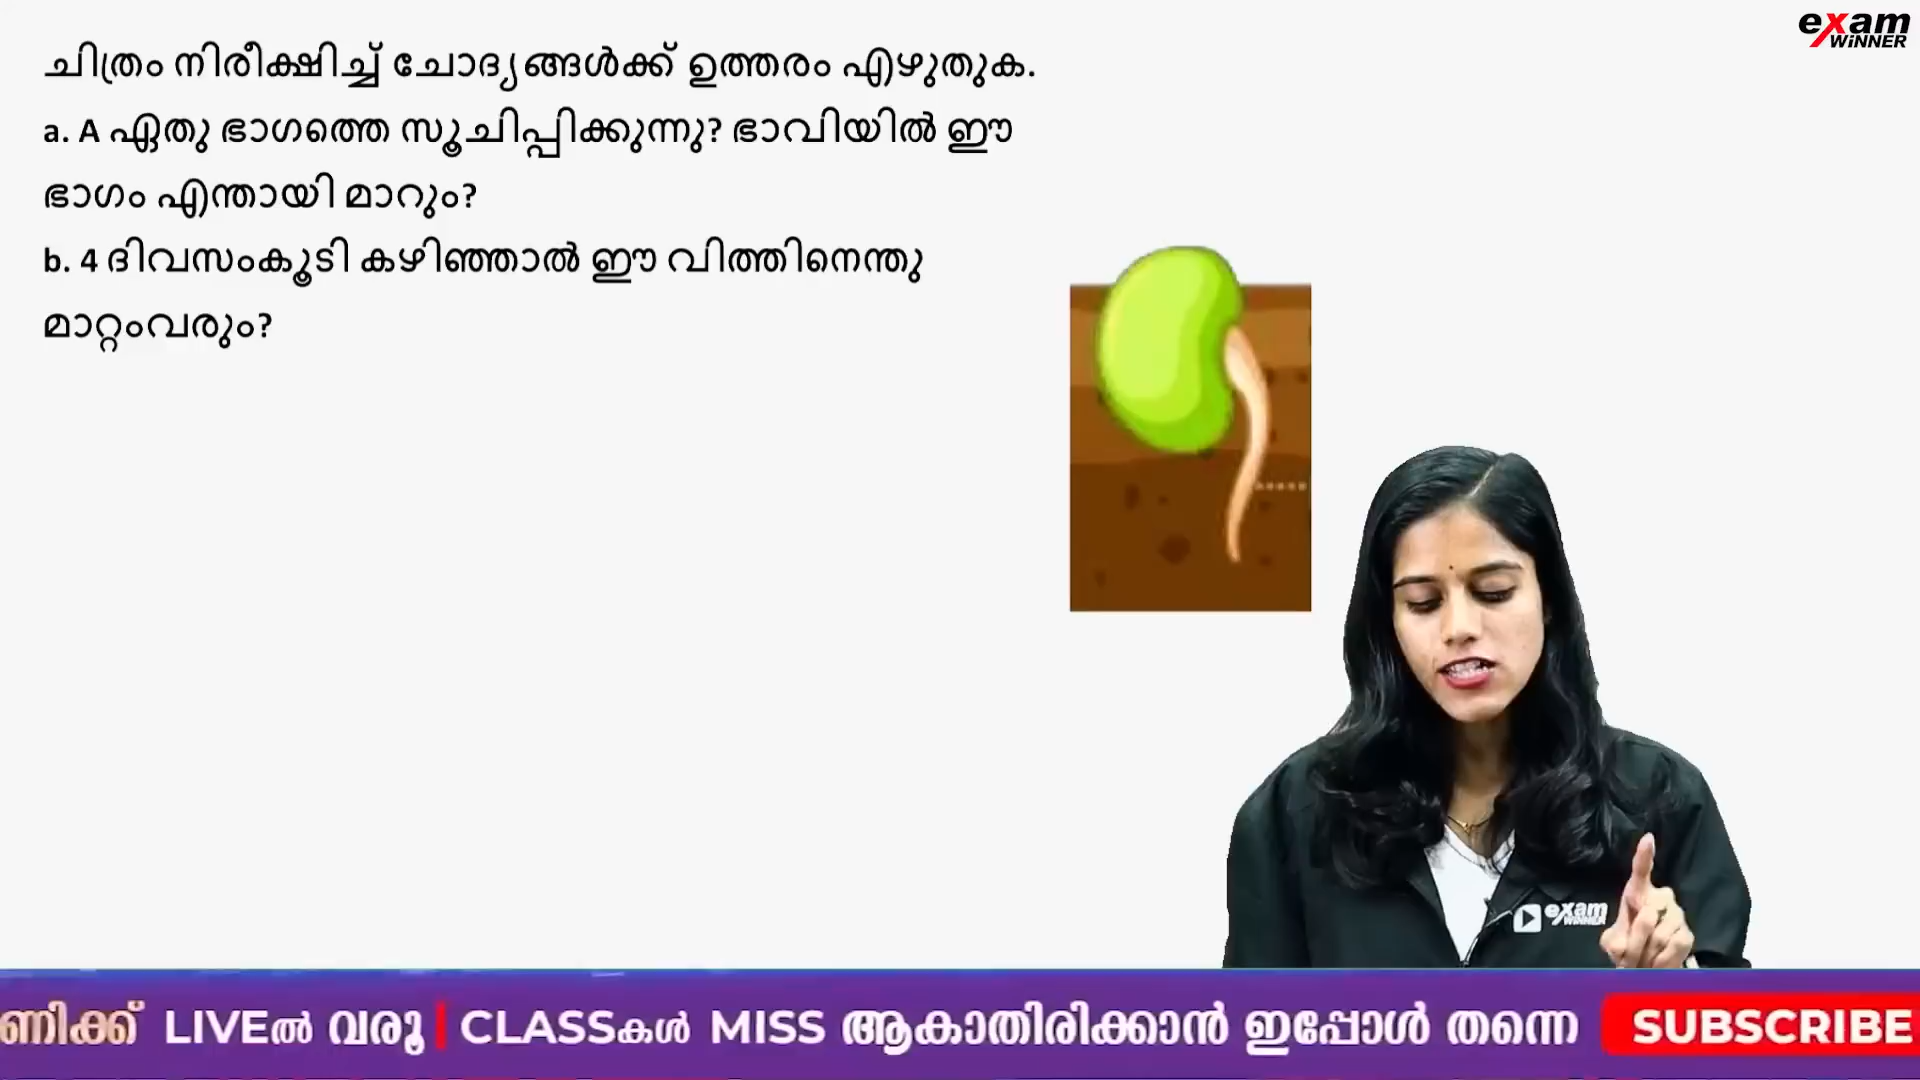 exam
WiNNER
ചിത്രം നിരീക്ഷിച്ച് ചോദ്യങ്ങൾക്ക് ഉത്തരം എഴുതുക.
a. A ഏതു ഭാഗത്തെ സൂചിപ്പിക്കുന്നു? ഭാവിയിൽ ഈ
ഭാഗം എന്തായി മാറും?
b. 4 ദിവസംകൂടി കഴിഞ്ഞാൽ ഈ വിത്തിനെന്തു
മാറ്റംവരും?
exam
WiNNER
ണിക്ക് LIVEൽ വരൂ | CLASSകൾ MISS ആകാതിരിക്കാൻ ഇപ്പോൾ തന്നെ SUBSCRIBE